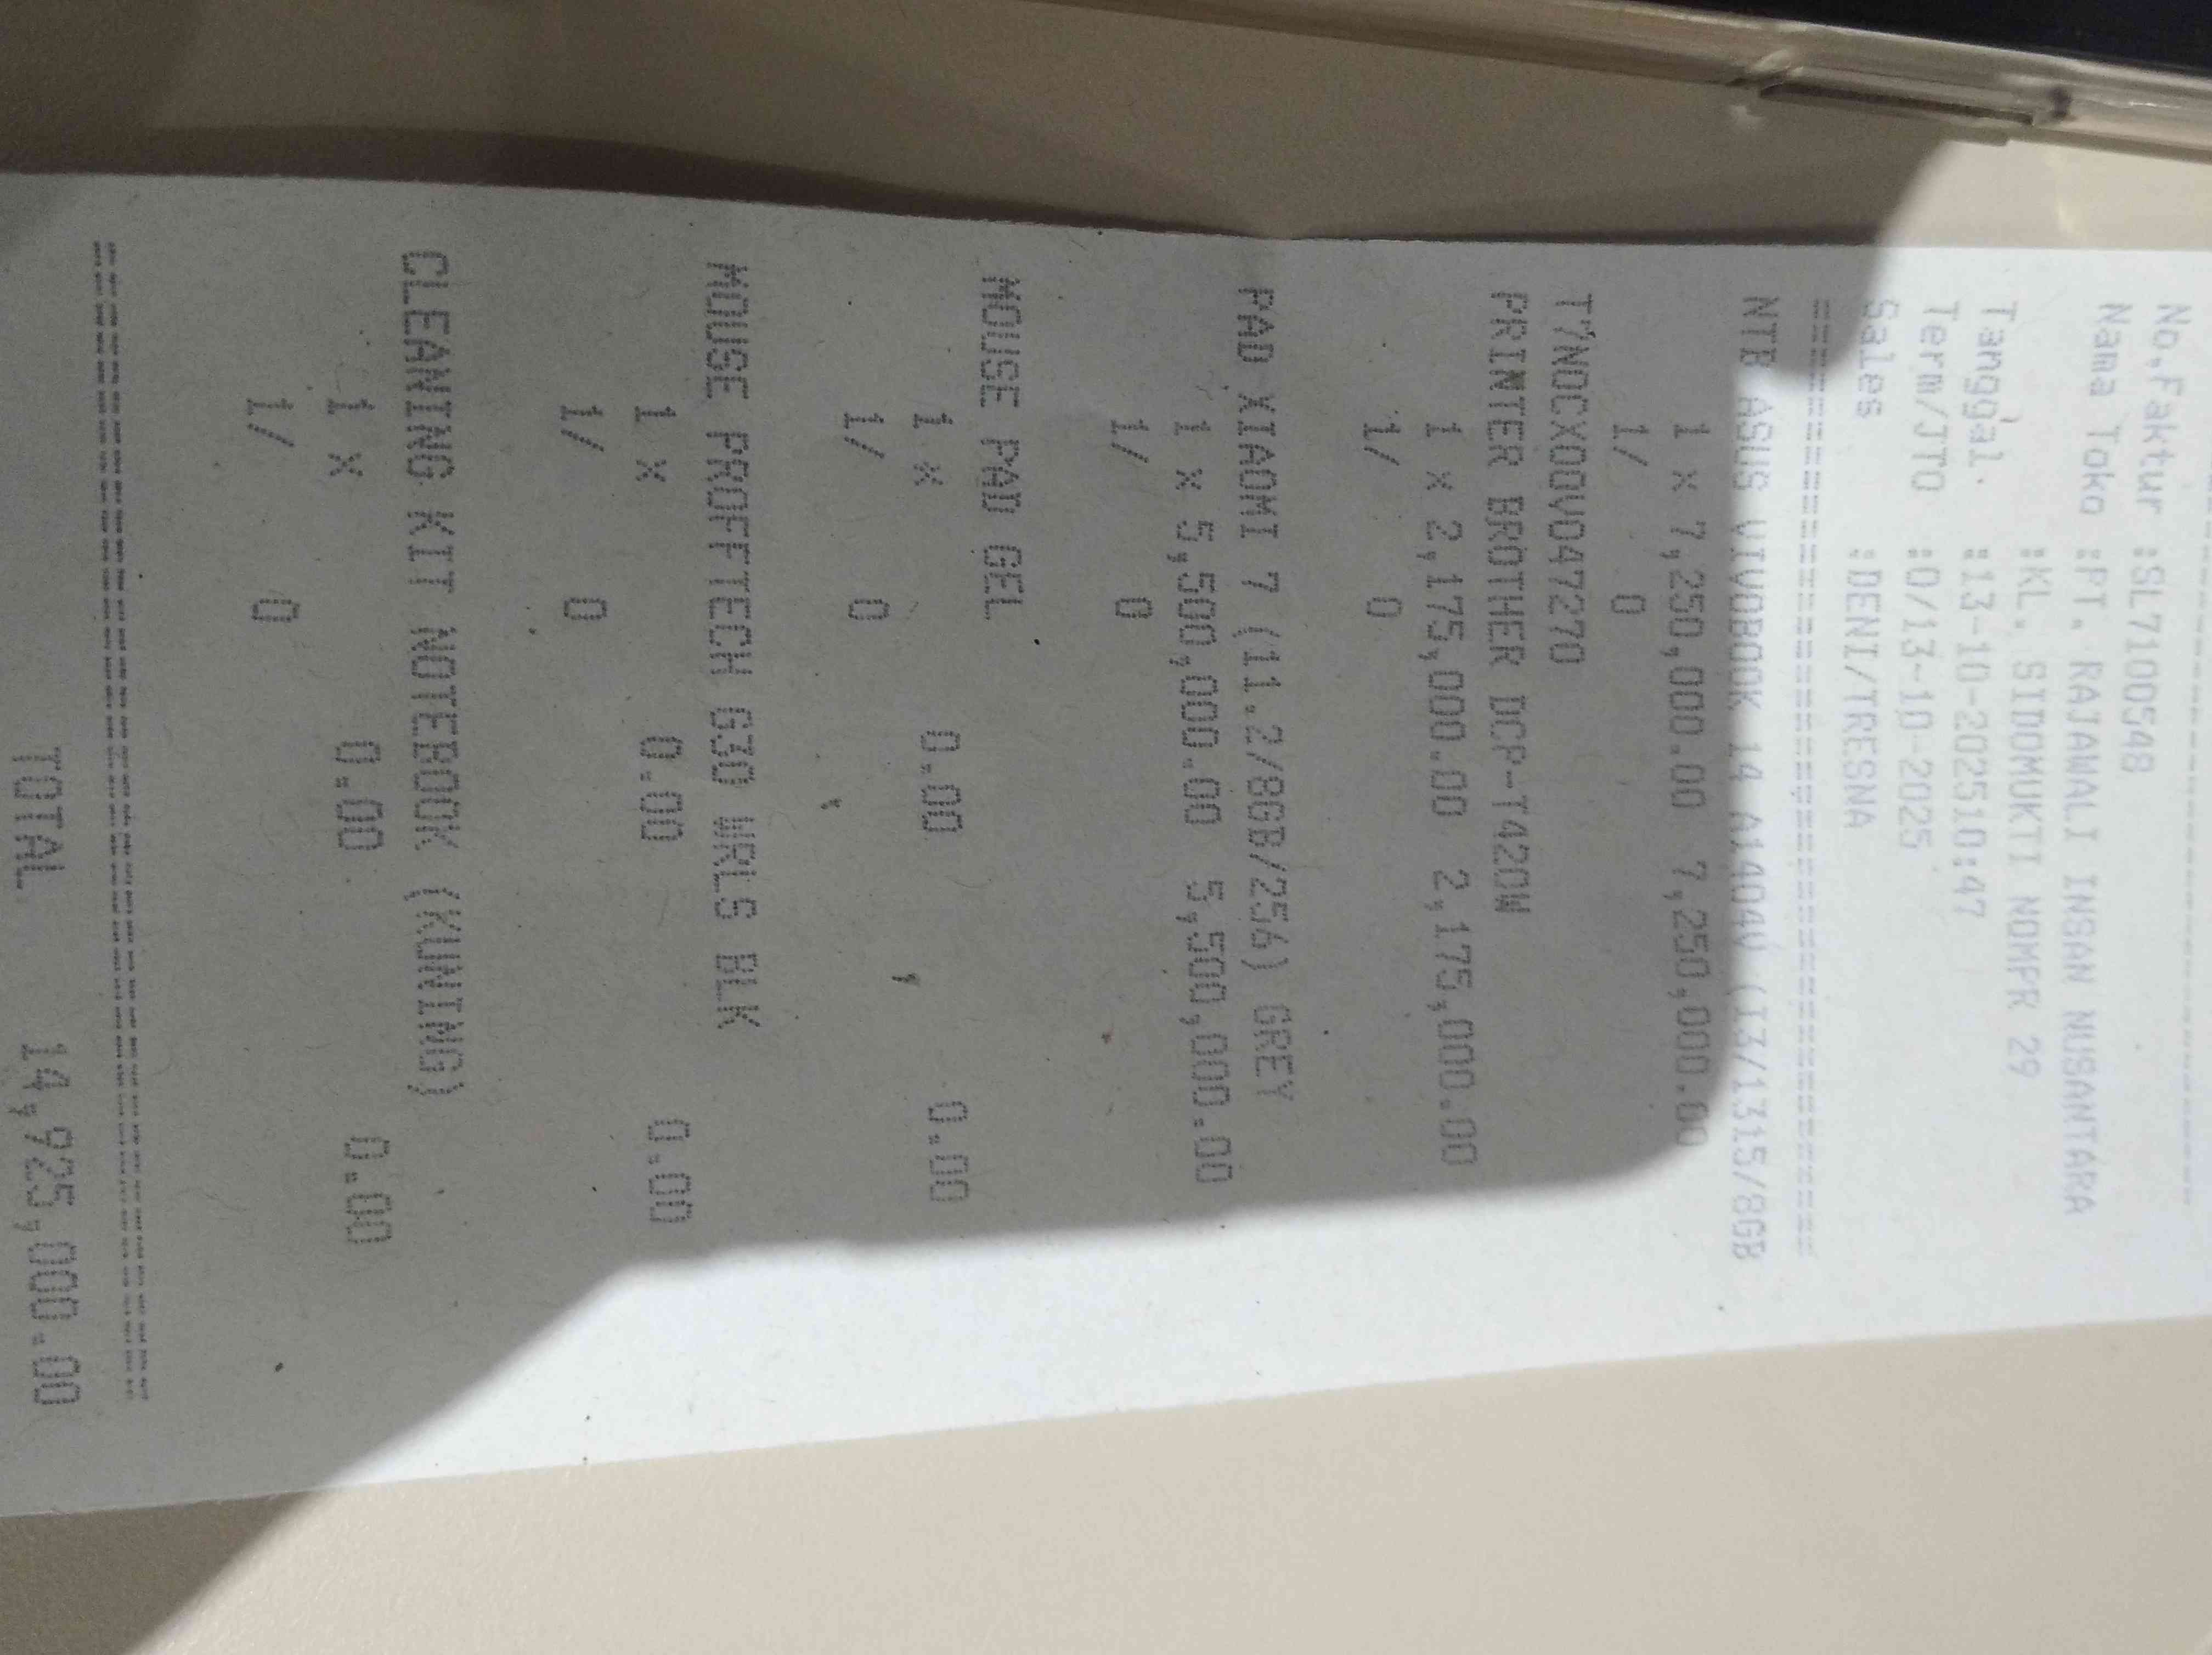 No.Faktur :SL7100548
Nama Toko :PT. RAJAWALI INSAN NUSANTARA
:KL. SIDOMUKTI NOMPR 29
Tanggal. :13-10-202510:47
Term/JTO :0/13-10-2025
Sales :DENI/TRESNA
==========================================
NTB ASUS VIVOBOOK 14 A1404V (I3/1315/8GB
1 x 7,250,000.00 7,250,000.00
1/ 0
T7N0CX00V047270
PRINTER BROTHER DCP-T420W
1 x 2,175,000.00 2,175,000.00
1/ 0
PAD XIAOMI 7 (11.2/8GB/256) GREY
1 x 5,500,000.00 5,500,000.00
1/ 0
MOUSE PAD GEL
1 x 0.00 0.00
1/ 0
MOUSE PROFFTECH G30 WRLS BLK
1 x 0.00 0.00
1/ 0
CLEANING KIT NOTEBOOK (KUNING)
1 x 0.00 0.00
1/ 0
==========================================
TOTAL 14,925,000.00